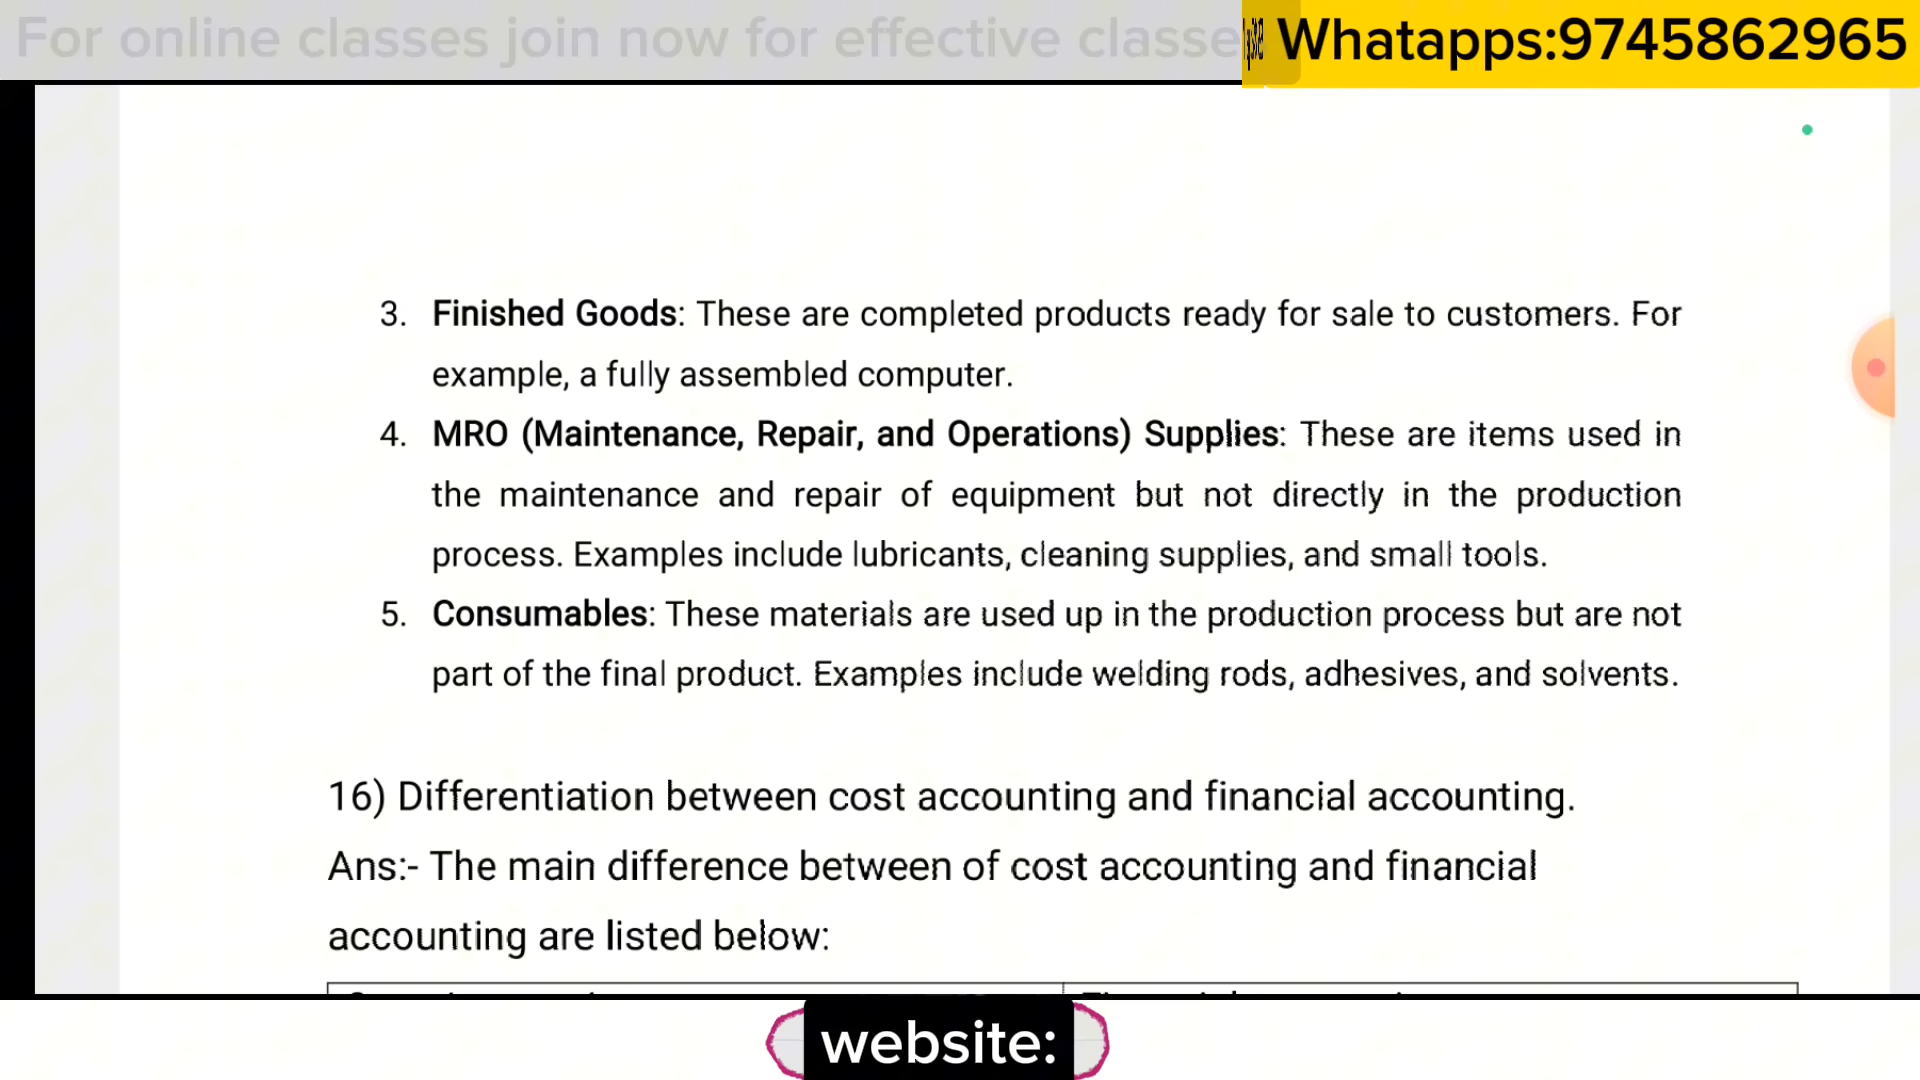 For online classes join now for effective classe
Whatapps:9745862965
3. Finished Goods: These are completed products ready for sale to customers. For
example, a fully assembled computer.
4. MRO (Maintenance, Repair, and Operations) Supplies: These are items used in
the maintenance and repair of equipment but not directly in the production
process. Examples include lubricants, cleaning supplies, and small tools.
5. Consumables: These materials are used up in the production process but are not
part of the final product. Examples include welding rods, adhesives, and solvents.
16) Differentiation between cost accounting and financial accounting.
Ans:- The main difference between of cost accounting and financial
accounting are listed below:
website: